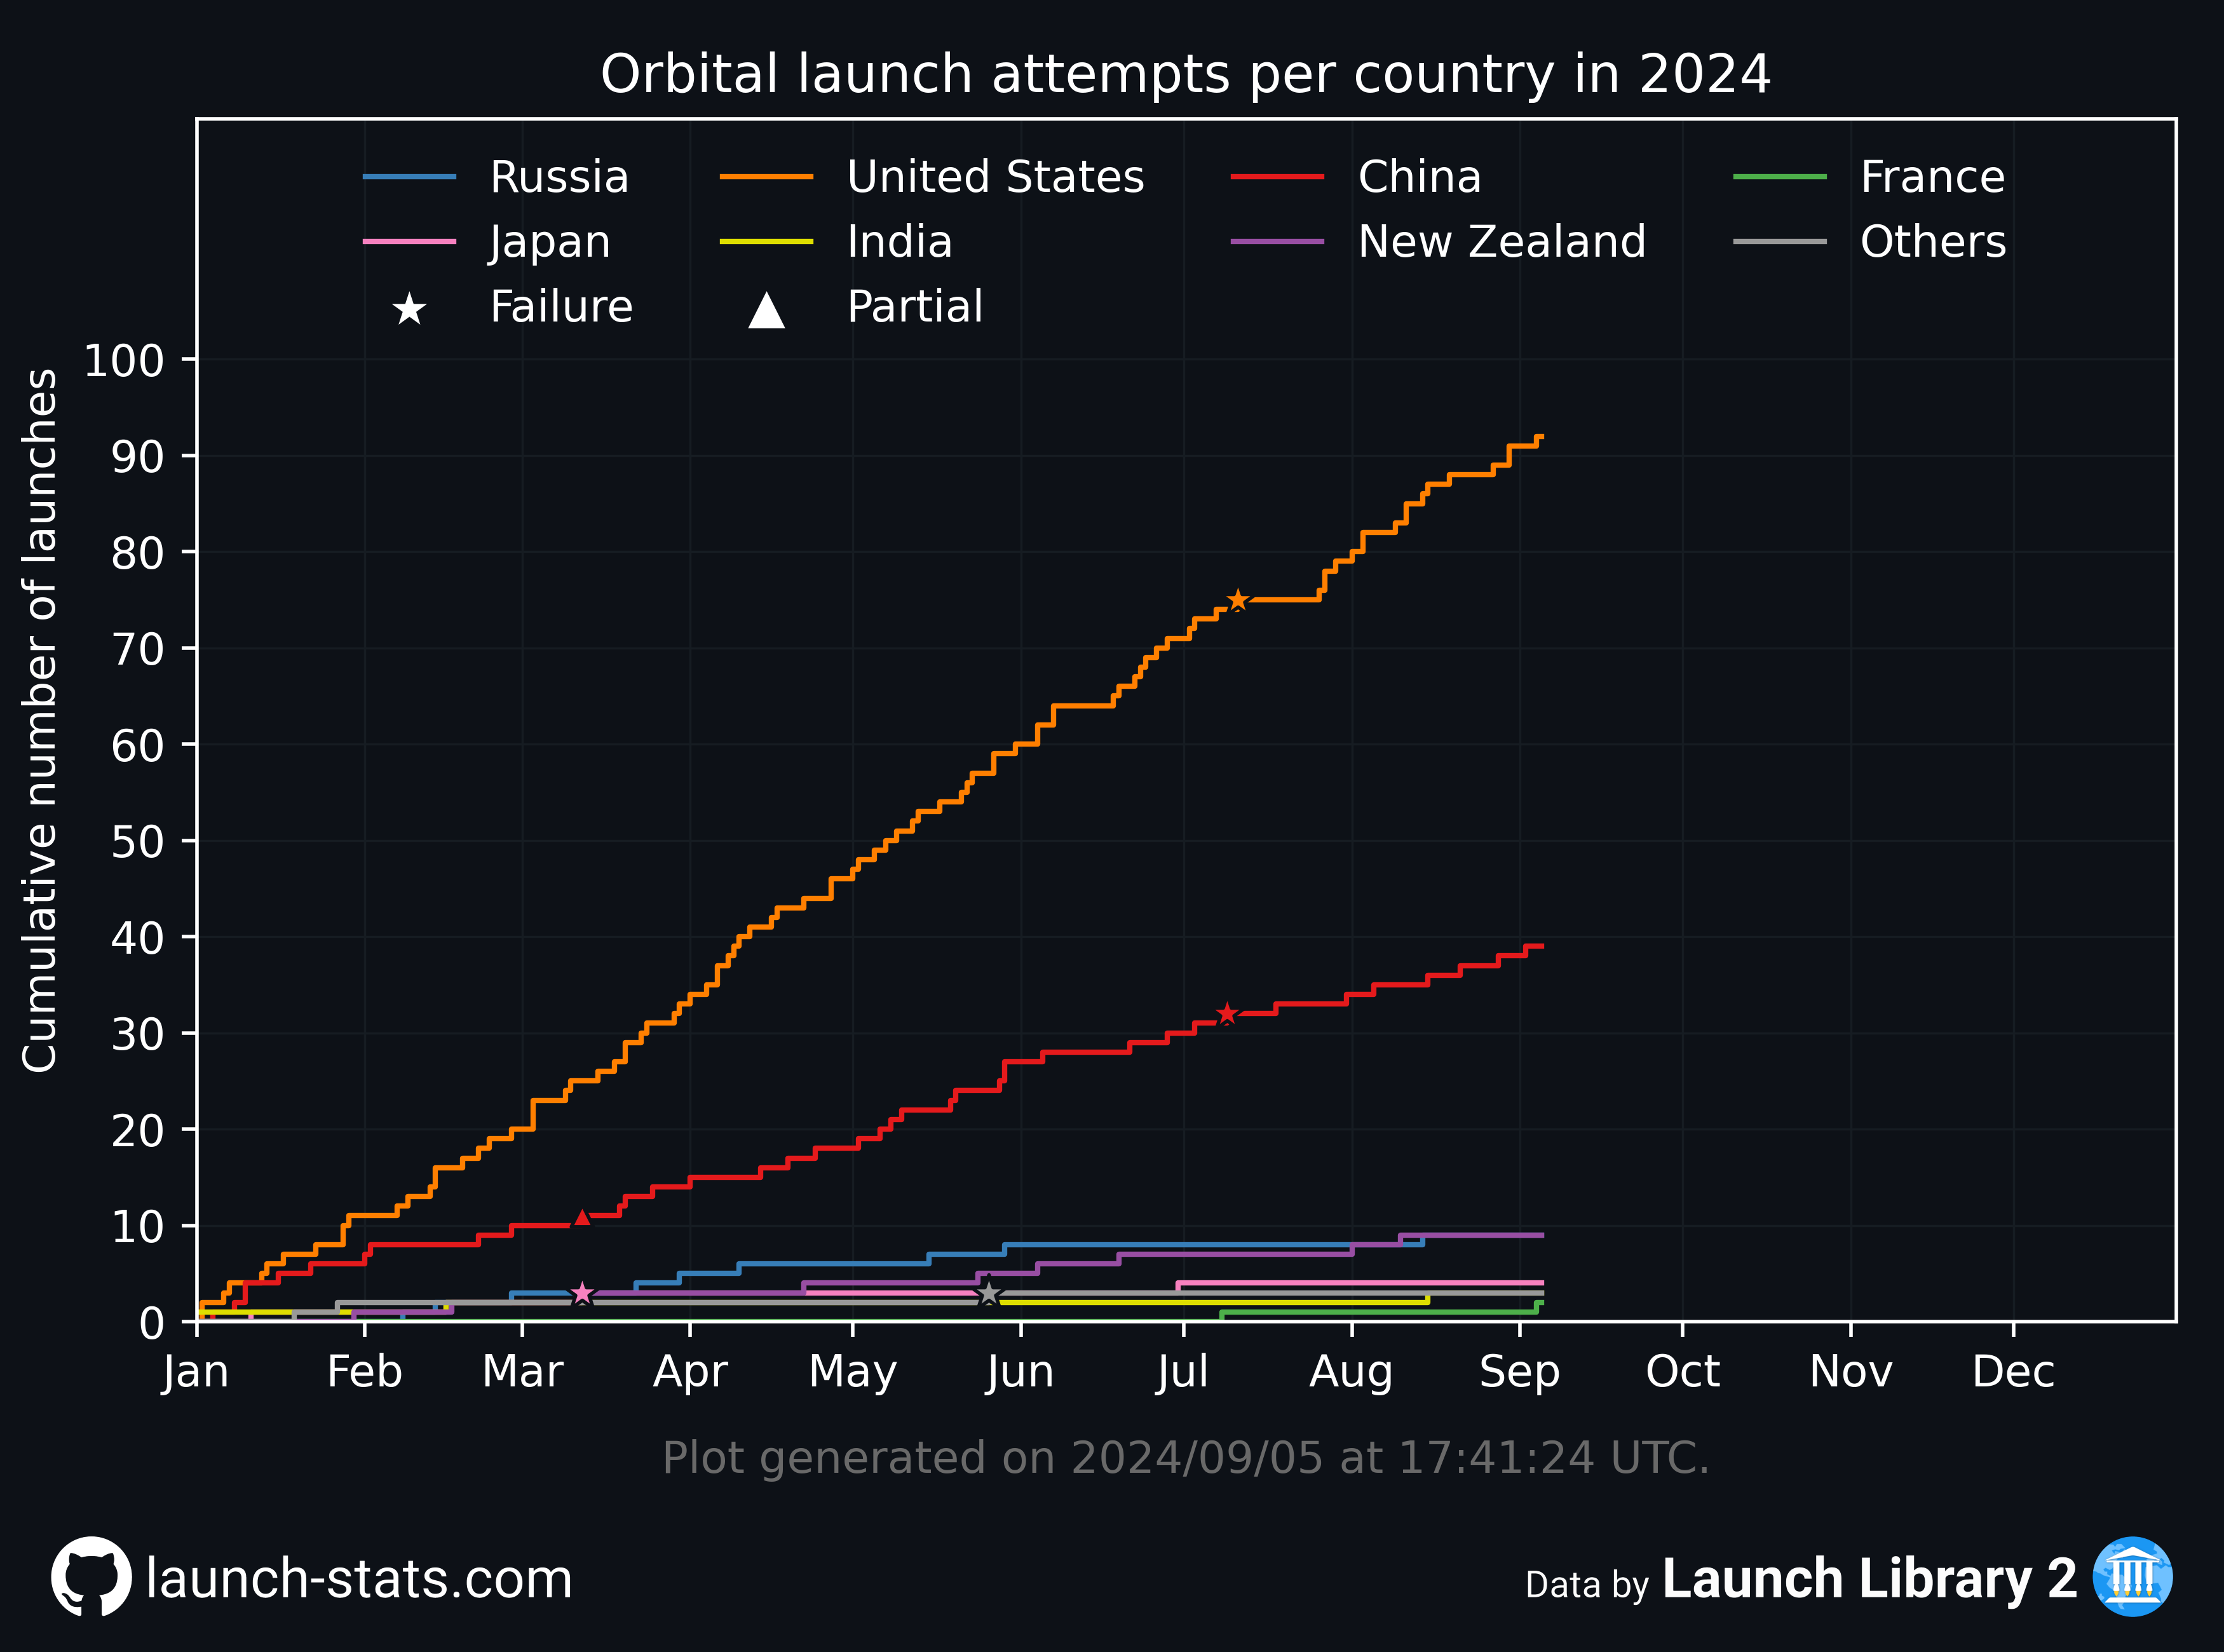 Orbital launch attempts per country in 2024
Russia United States China France
Japan India New Zealand Others
Failure Partial
Cumulative number of launches
100
90
80
70
60
50
40
30
20
10
0
Jan Feb Mar Apr May Jun Jul Aug Sep Oct Nov Dec
Plot generated on 2024/09/05 at 17:41:24 UTC.
launch-stats.com
Data by Launch Library 2